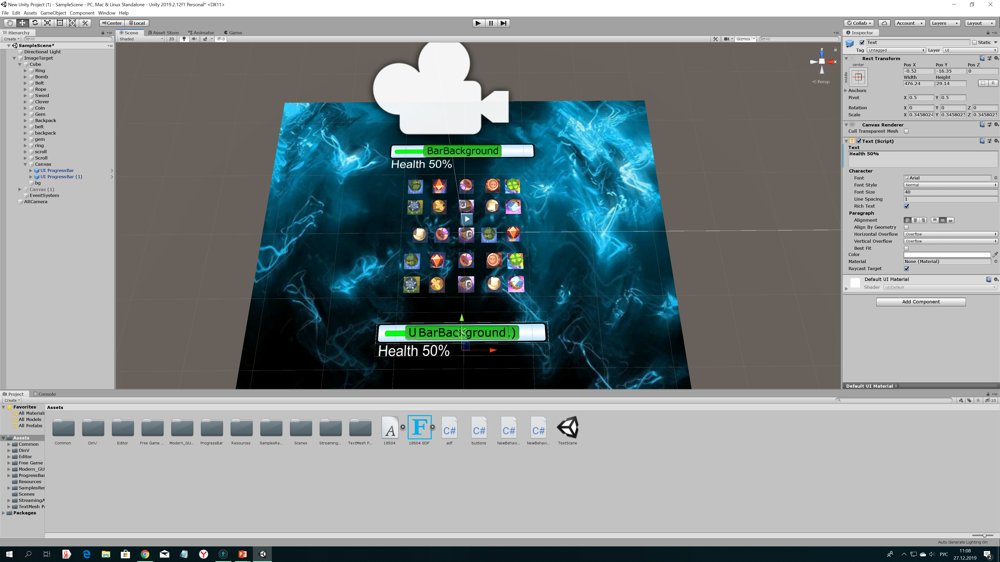 New Unity Project (1) - SampleScene - PC, Mac & Linux Standalone - Unity 2019.2.12f1 Personal* <DX11>
File Edit Assets GameObject Component Window Help
Center Local
Collab Account Layers Layout
Hierarchy
Create All
SampleScene*
Directional Light
ImageTarget
Cube
Ring
Bomb
Belt
Rope
Sword
Clover
Coin
Gem
Backpack
belt
backpack
gem
ring
scroll
Scroll
Canvas
UI ProgressBar
UI ProgressBar (1)
bg
Canvas (1)
EventSystem
ARCamera
Scene Asset Store Animator Game
Shaded 2D 0 Gizmos All
z
x
Persp
BarBackground
Health 50%
U BarBackground .)
Health 50%
Inspector
Text Static
Tag Untagged Layer UI
Rect Transform
center
middle
Pos X Pos Y Pos Z
-0.52 -16.35 0
Width Height
476.24 29.14 R
Anchors
Pivot X 0.5 Y 0.5
Rotation X 0 Y 0 Z 0
Scale X 0.3458024 Y 0.3458025 Z 0.3458025
Canvas Renderer
Cull Transparent Mesh
Text (Script)
Text
Health 50%
Character
Font Arial
Font Style Normal
Font Size 40
Line Spacing 1
Rich Text
Paragraph
Alignment
Align By Geometry
Horizontal Overflow Overflow
Vertical Overflow Overflow
Best Fit
Color
Material None (Material)
Raycast Target
Default UI Material
Shader UI/Default
Add Component
Default UI Material
Project Console
Create 10
Favorites
All Materials
All Models
All Prefabs
Assets
Common
DinV
Editor
Free Game
Modern_GU
ProgressBar
Resources
SamplesRes
Scenes
StreamingA
TextMesh Pr
Packages
Assets
Common DinV Editor Free Game ... Modern_GU... ProgressBar Resources SamplesRe... Scenes Streaming... TextMesh P... 18504 18504 SDF adf buttons NewBehavi... NewBehavi... TestScene
A F C# C# C# C#
Auto Generate Lighting On
РУС
11:08
27.12.2019
2